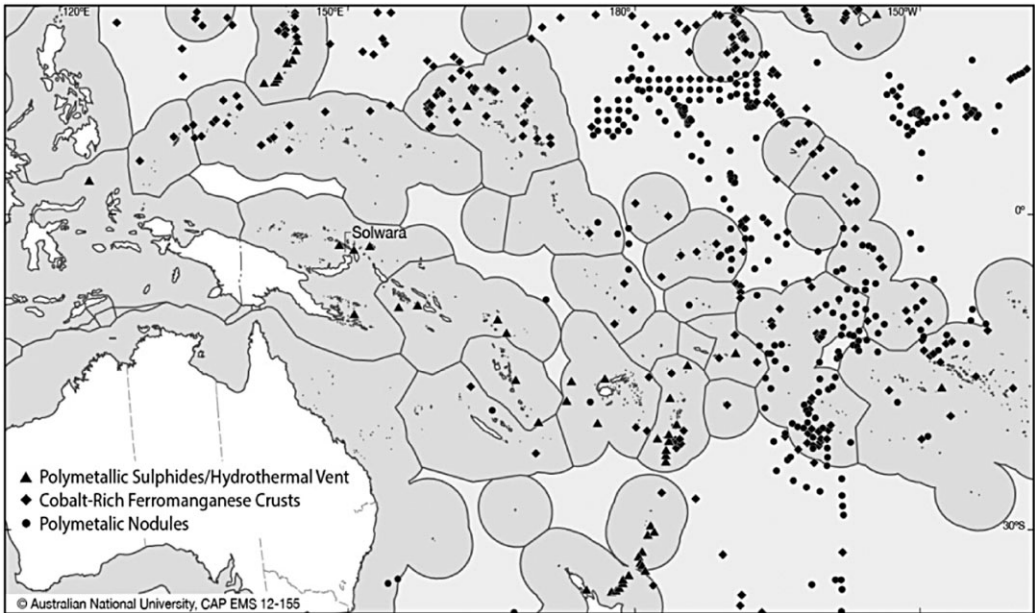 120°E 150°E 180° 150°W
0°
Solwara
▲ Polymetallic Sulphides/Hydrothermal Vent
◆ Cobalt-Rich Ferromanganese Crusts
● Polymetalic Nodules
30°S
© Australian National University, CAP EMS 12-155